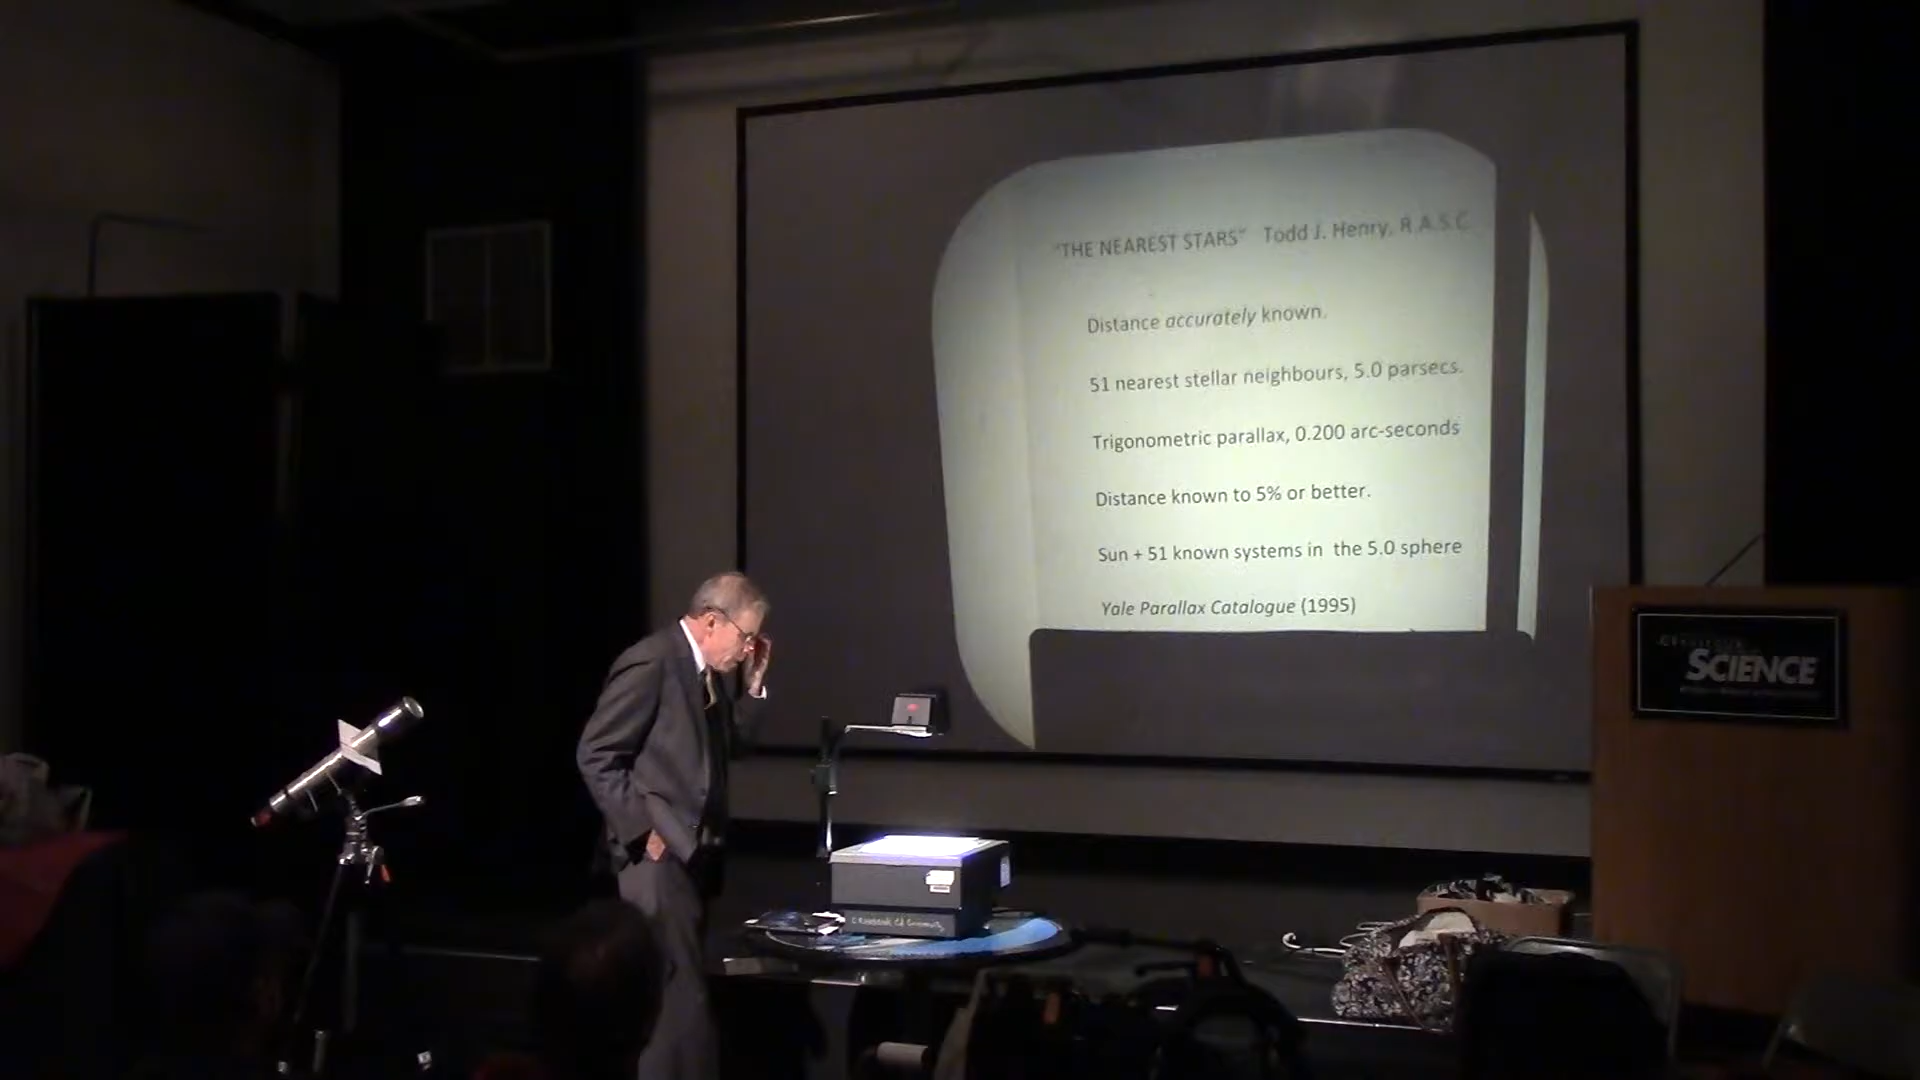 "THE NEAREST STARS" Todd J. Henry, R.A.S.C.
Distance accurately known.
51 nearest stellar neighbours, 5.0 parsecs.
Trigonometric parallax, 0.200 arc-seconds
Distance known to 5% or better.
Sun + 51 known systems in the 5.0 sphere
Yale Parallax Catalogue (1995)
SCIENCE